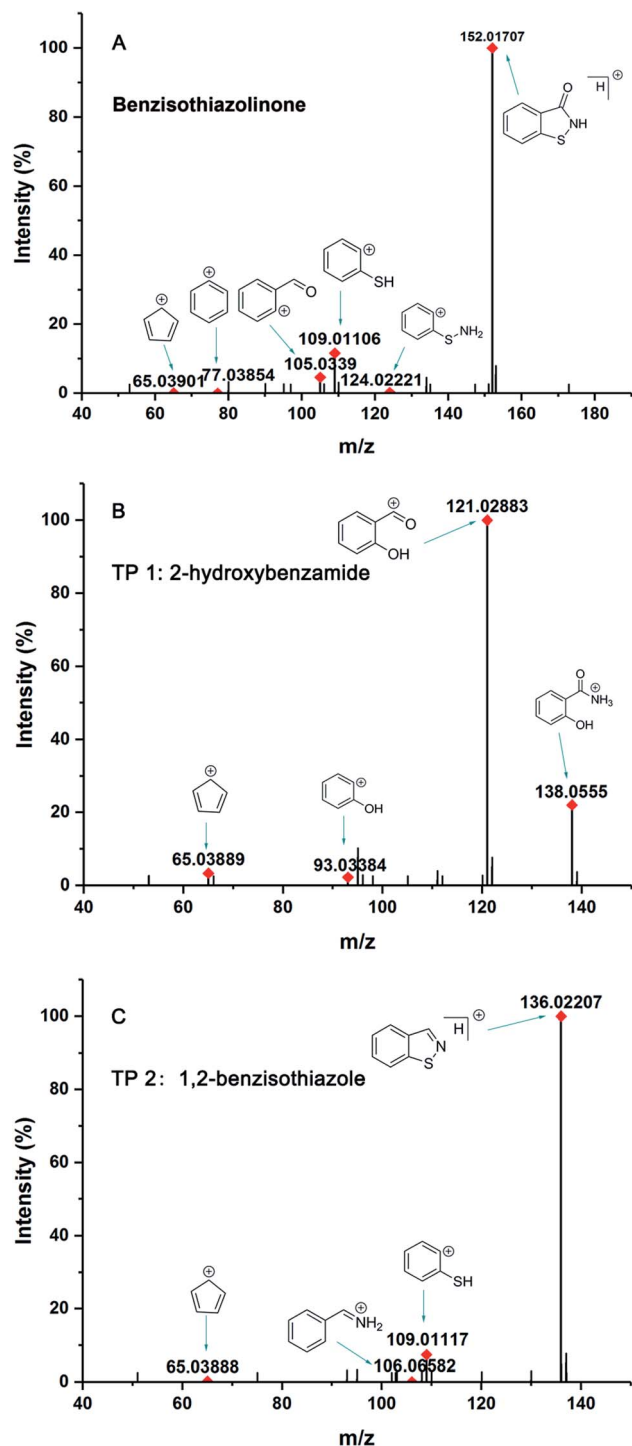 A
Benzisothiazolinone
152.01707
H
⊕
O
NH
S
⊕
⊕
O
⊕
⊕
SH
⊕
S
NH2
65.03901
77.03854
105.0339
109.01106
124.02221
Intensity (%)
100
80
60
40
20
0
40 60 80 100 120 140 160 180
m/z
B
TP 1: 2-hydroxybenzamide
121.02883
⊕
O
OH
O
⊕
NH3
OH
138.0555
⊕
⊕
OH
65.03889
93.03384
Intensity (%)
100
80
60
40
20
0
40 60 80 100 120 140
m/z
C
TP 2: 1,2-benzisothiazole
136.02207
H
⊕
N
S
⊕
SH
⊕
NH2
⊕
65.03888
106.06582
109.01117
Intensity (%)
100
80
60
40
20
0
40 60 80 100 120 140
m/z